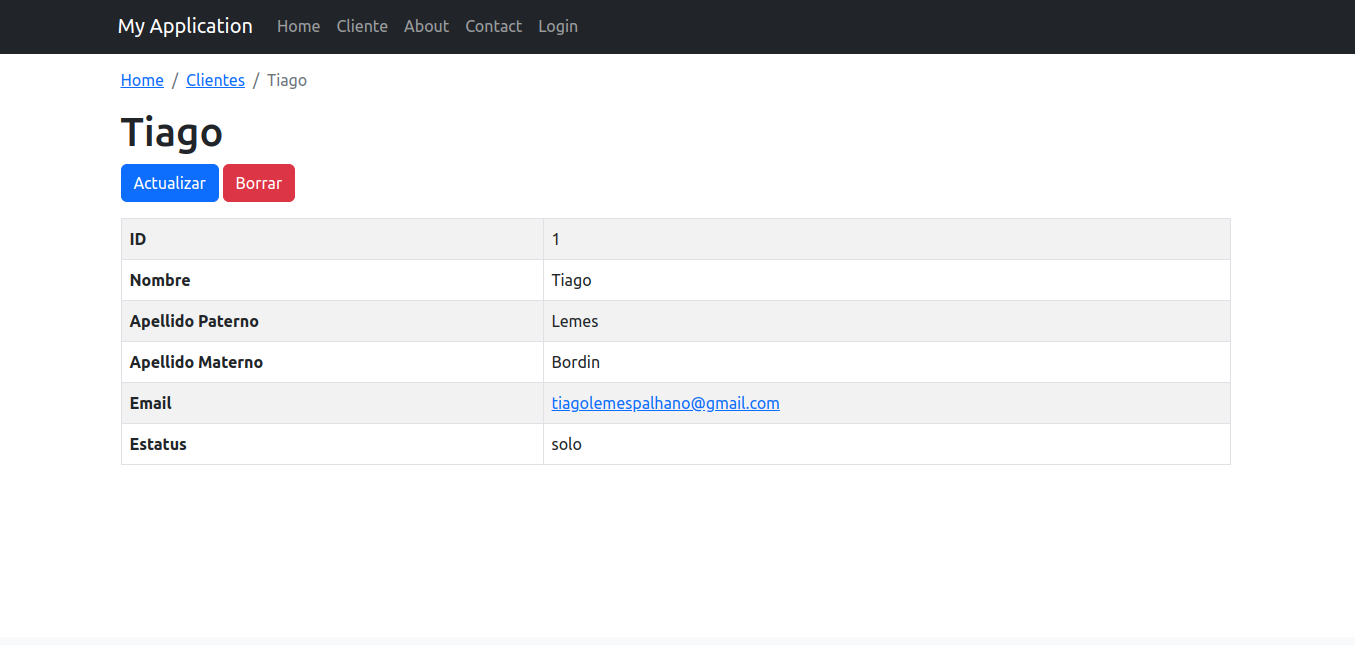 My Application Home Cliente About Contact Login
Home / Clientes / Tiago
Tiago
Actualizar Borrar
ID 1
Nombre Tiago
Apellido Paterno Lemes
Apellido Materno Bordin
Email tiagolemespalhano@gmail.com
Estatus solo